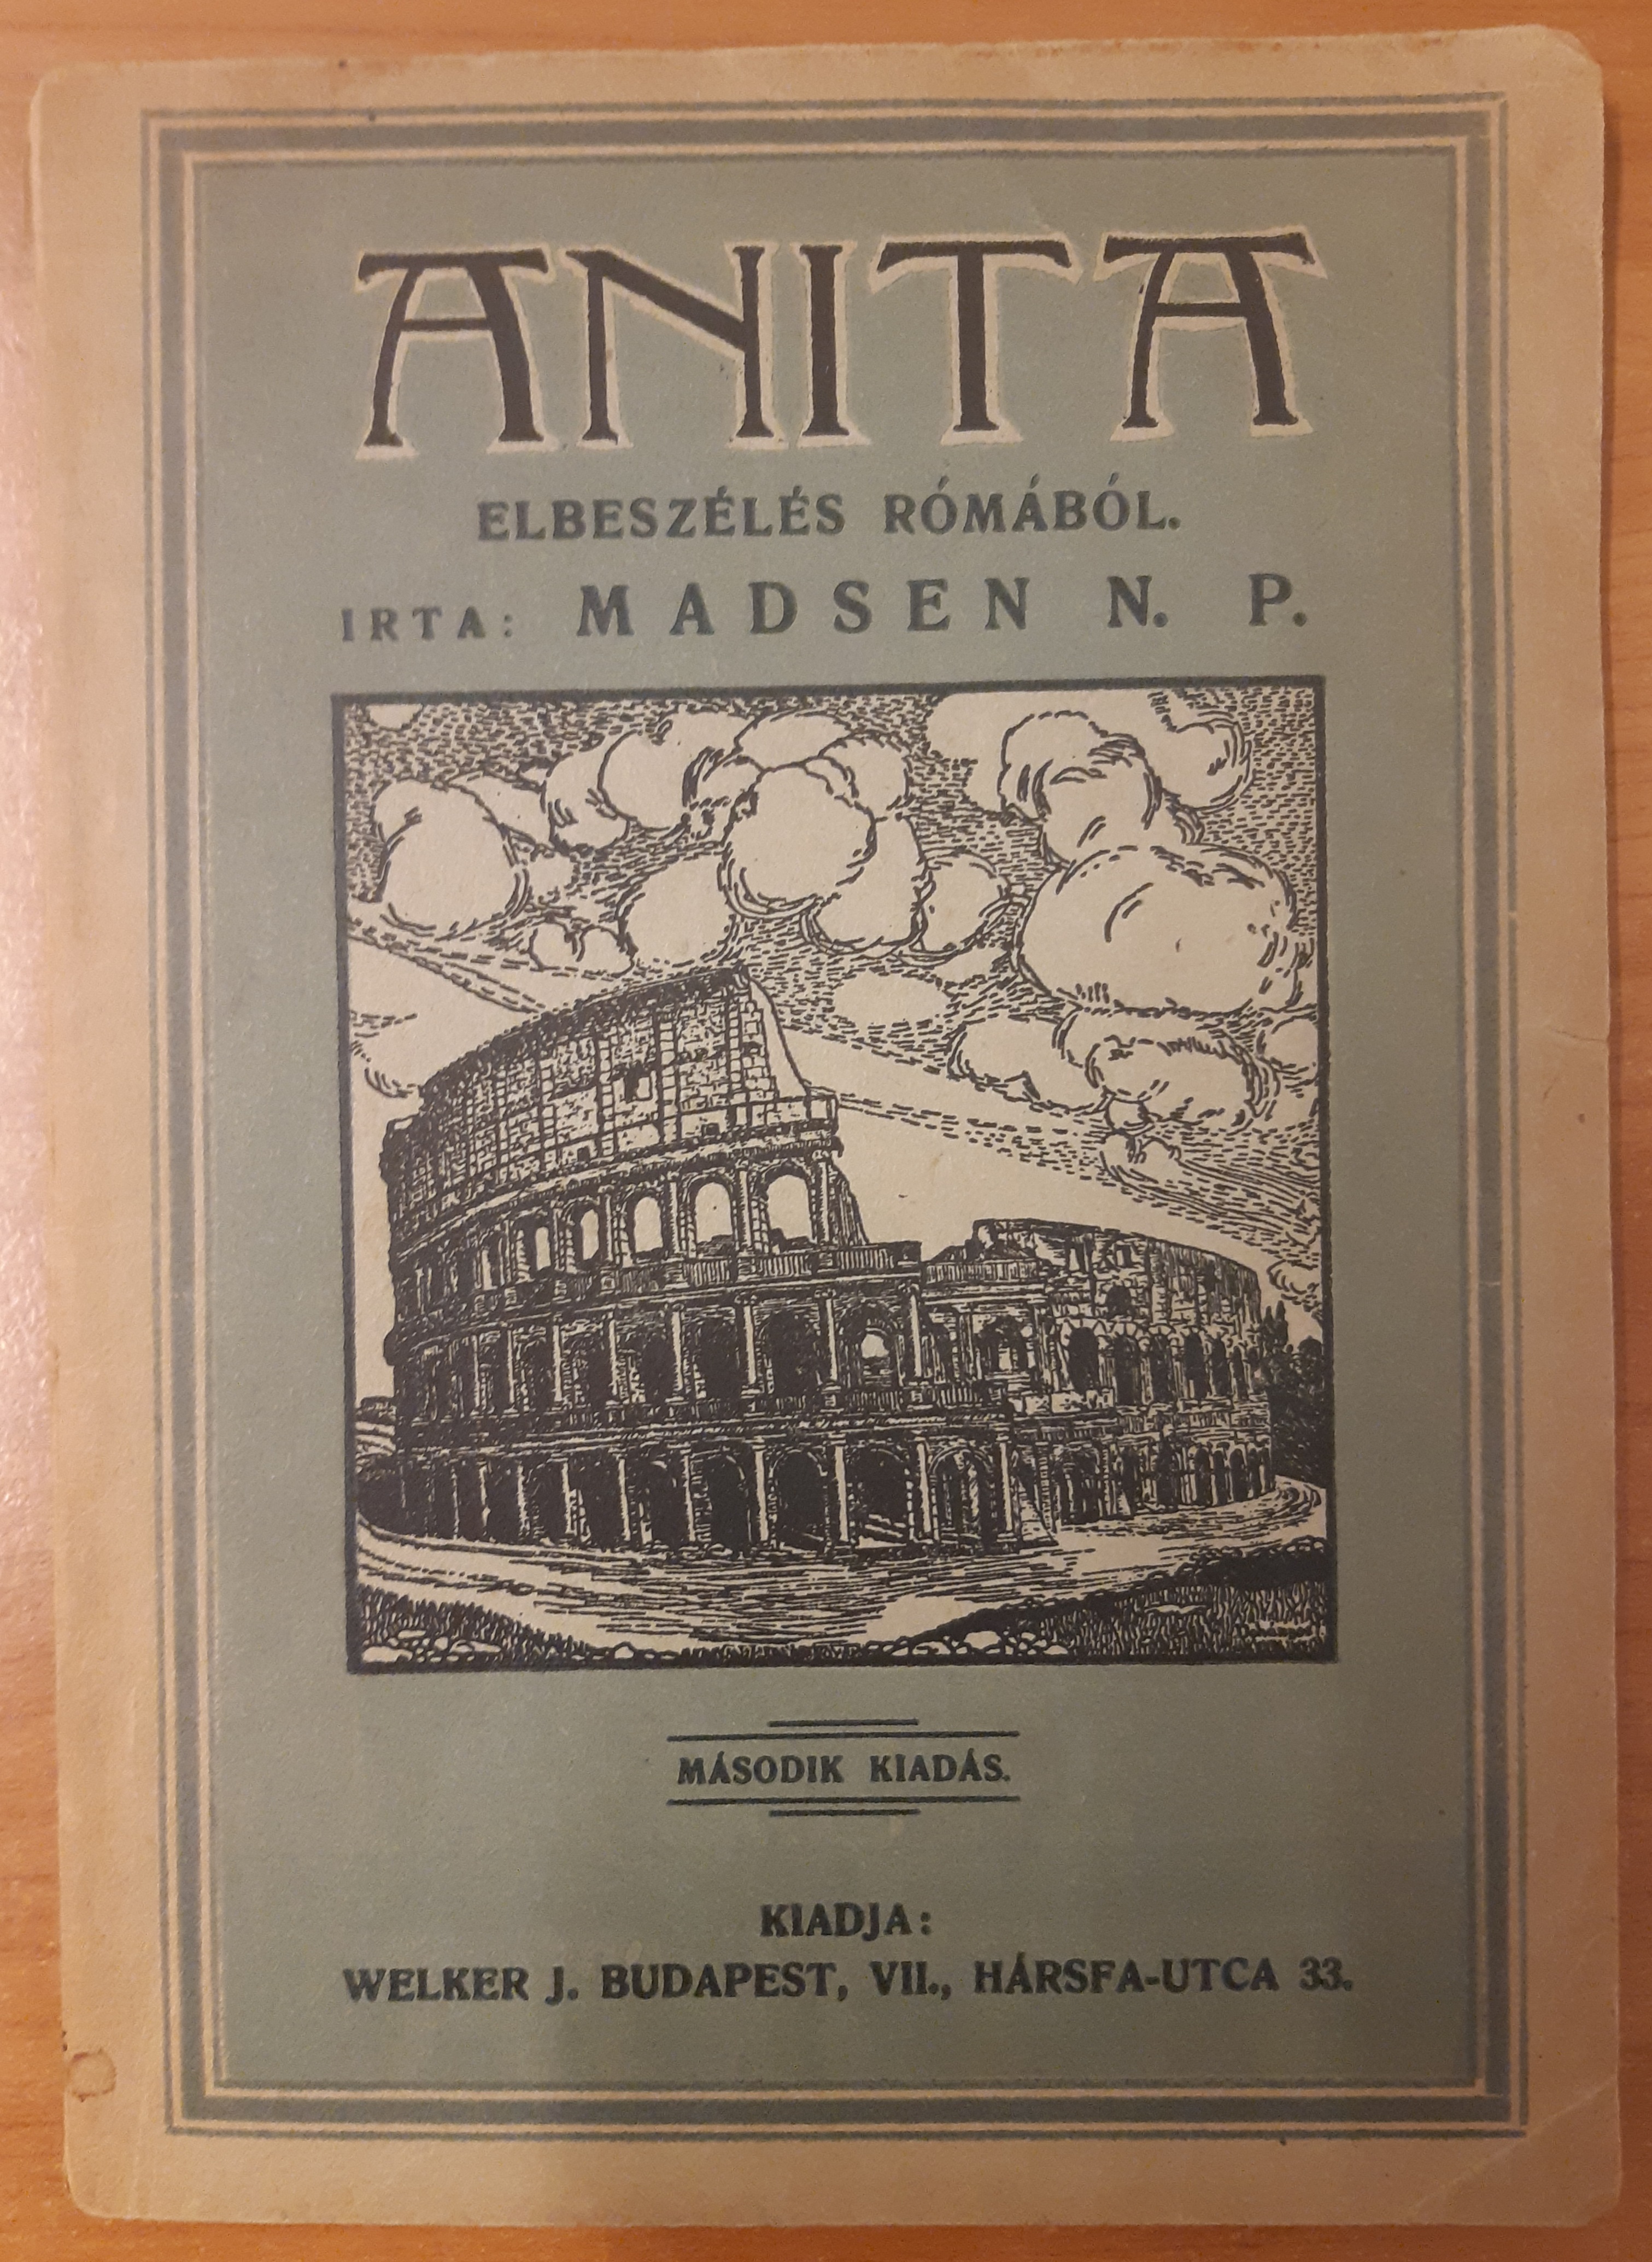 ANITA
ELBESZÉLÉS RÓMÁBÓL.
IRTA: MADSEN N. P.
MÁSODIK KIADÁS.
KIADJA:
WELKER J. BUDAPEST, VII., HÁRSFA-UTCA 33.